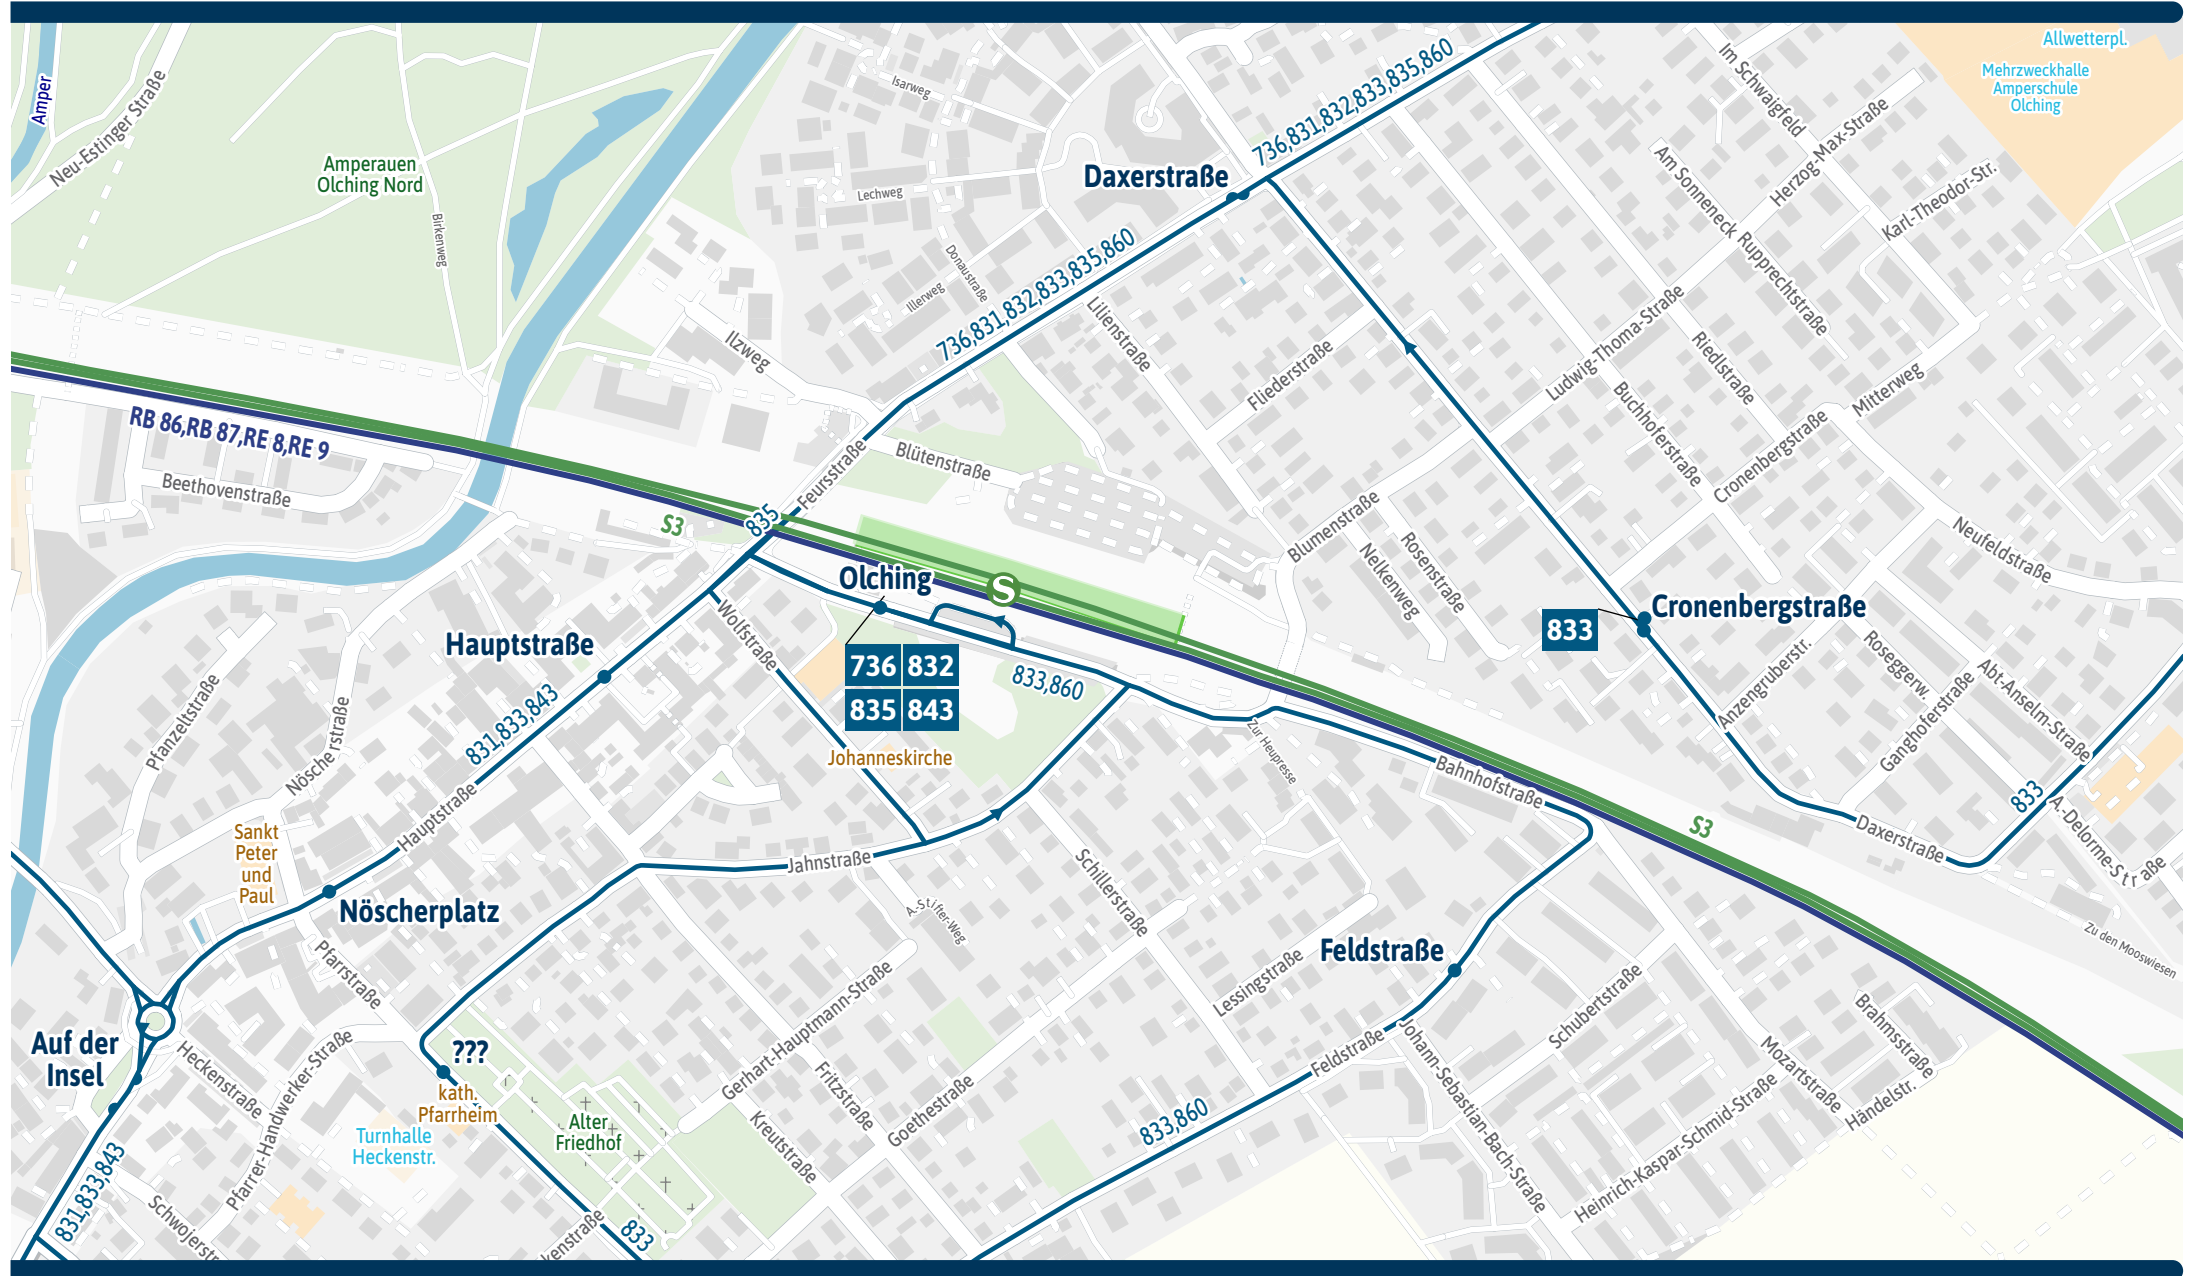 Allwetterpl.
Mehrzweckhalle
Amperschule
Olching
Amper
Neu-Estinger Straße
Amperauen
Olching Nord
Birkenweg
Isarweg
Lechweg
Donaustraße
Illerweg
Ilzweg
Daxerstraße
736,831,832,833,835,860
736,831,832,833,835,860
Im Schwaigfeld
Herzog-Max-Straße
Am Sonneneck
Karl-Theodor-Str.
Rupprechtstraße
Ludwig-Thoma-Straße
Riedlstraße
Mitterweg
Buchhoferstraße
Cronenbergstraße
Neufeldstraße
Lilienstraße
Fliederstraße
Blumenstraße
Nelkenweg
Rosenstraße
RB 86,RB 87,RE 8,RE 9
Beethovenstraße
Feursstraße
Blütenstraße
835
S3
Olching
S
736 832
835 843
833,860
Wolfstraße
Hauptstraße
831,833,843
Hauptstraße
Pfanzeltstraße
Nöscherstraße
Johanneskirche
833
Cronenbergstraße
Anzengruberstr.
Roseggerw.
Ganghoferstraße
Abt-Anselm-Straße
833
A.-Delorme-Straße
Daxerstraße
Zu den Mooswiesen
Zur Heupresse
Bahnhofstraße
S3
Sankt
Peter
und
Paul
Nöscherplatz
Pfarrstraße
Jahnstraße
A.-Stifter-Weg
Schillerstraße
Lessingstraße
Feldstraße
Feldstraße
Schubertstraße
Brahmsstraße
Mozartstraße
Händelstr.
Johann-Sebastian-Bach-Straße
Heinrich-Kaspar-Schmid-Straße
833,860
Gerhart-Hauptmann-Straße
Fritzstraße
Goethestraße
Kreutstraße
Auf der
Insel
Heckenstraße
Pfarrer-Handwerker-Straße
???
kath.
Pfarrheim
Alter
Friedhof
Turnhalle
Heckenstr.
831,833,843
Schwojerstr
kenstraße
833